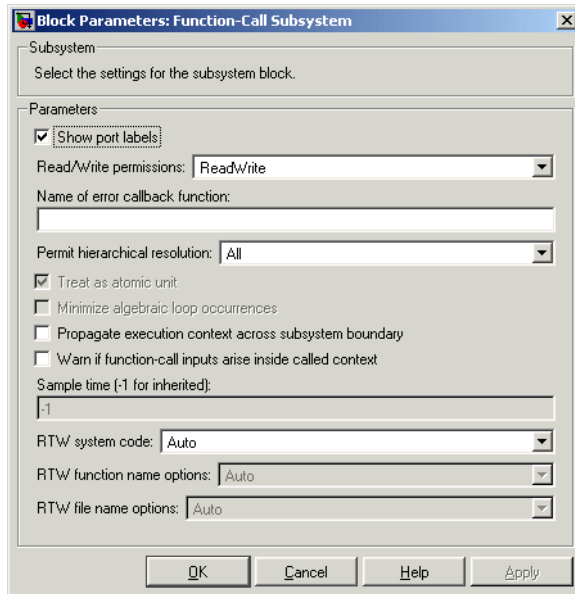 Block Parameters: Function-Call Subsystem
Subsystem
Select the settings for the subsystem block.
Parameters
Show port labels
Read/Write permissions: ReadWrite
Name of error callback function:
Permit hierarchical resolution: All
Treat as atomic unit
Minimize algebraic loop occurrences
Propagate execution context across subsystem boundary
Warn if function-call inputs arise inside called context
Sample time (-1 for inherited):
-1
RTW system code: Auto
RTW function name options: Auto
RTW file name options: Auto
OK Cancel Help Apply